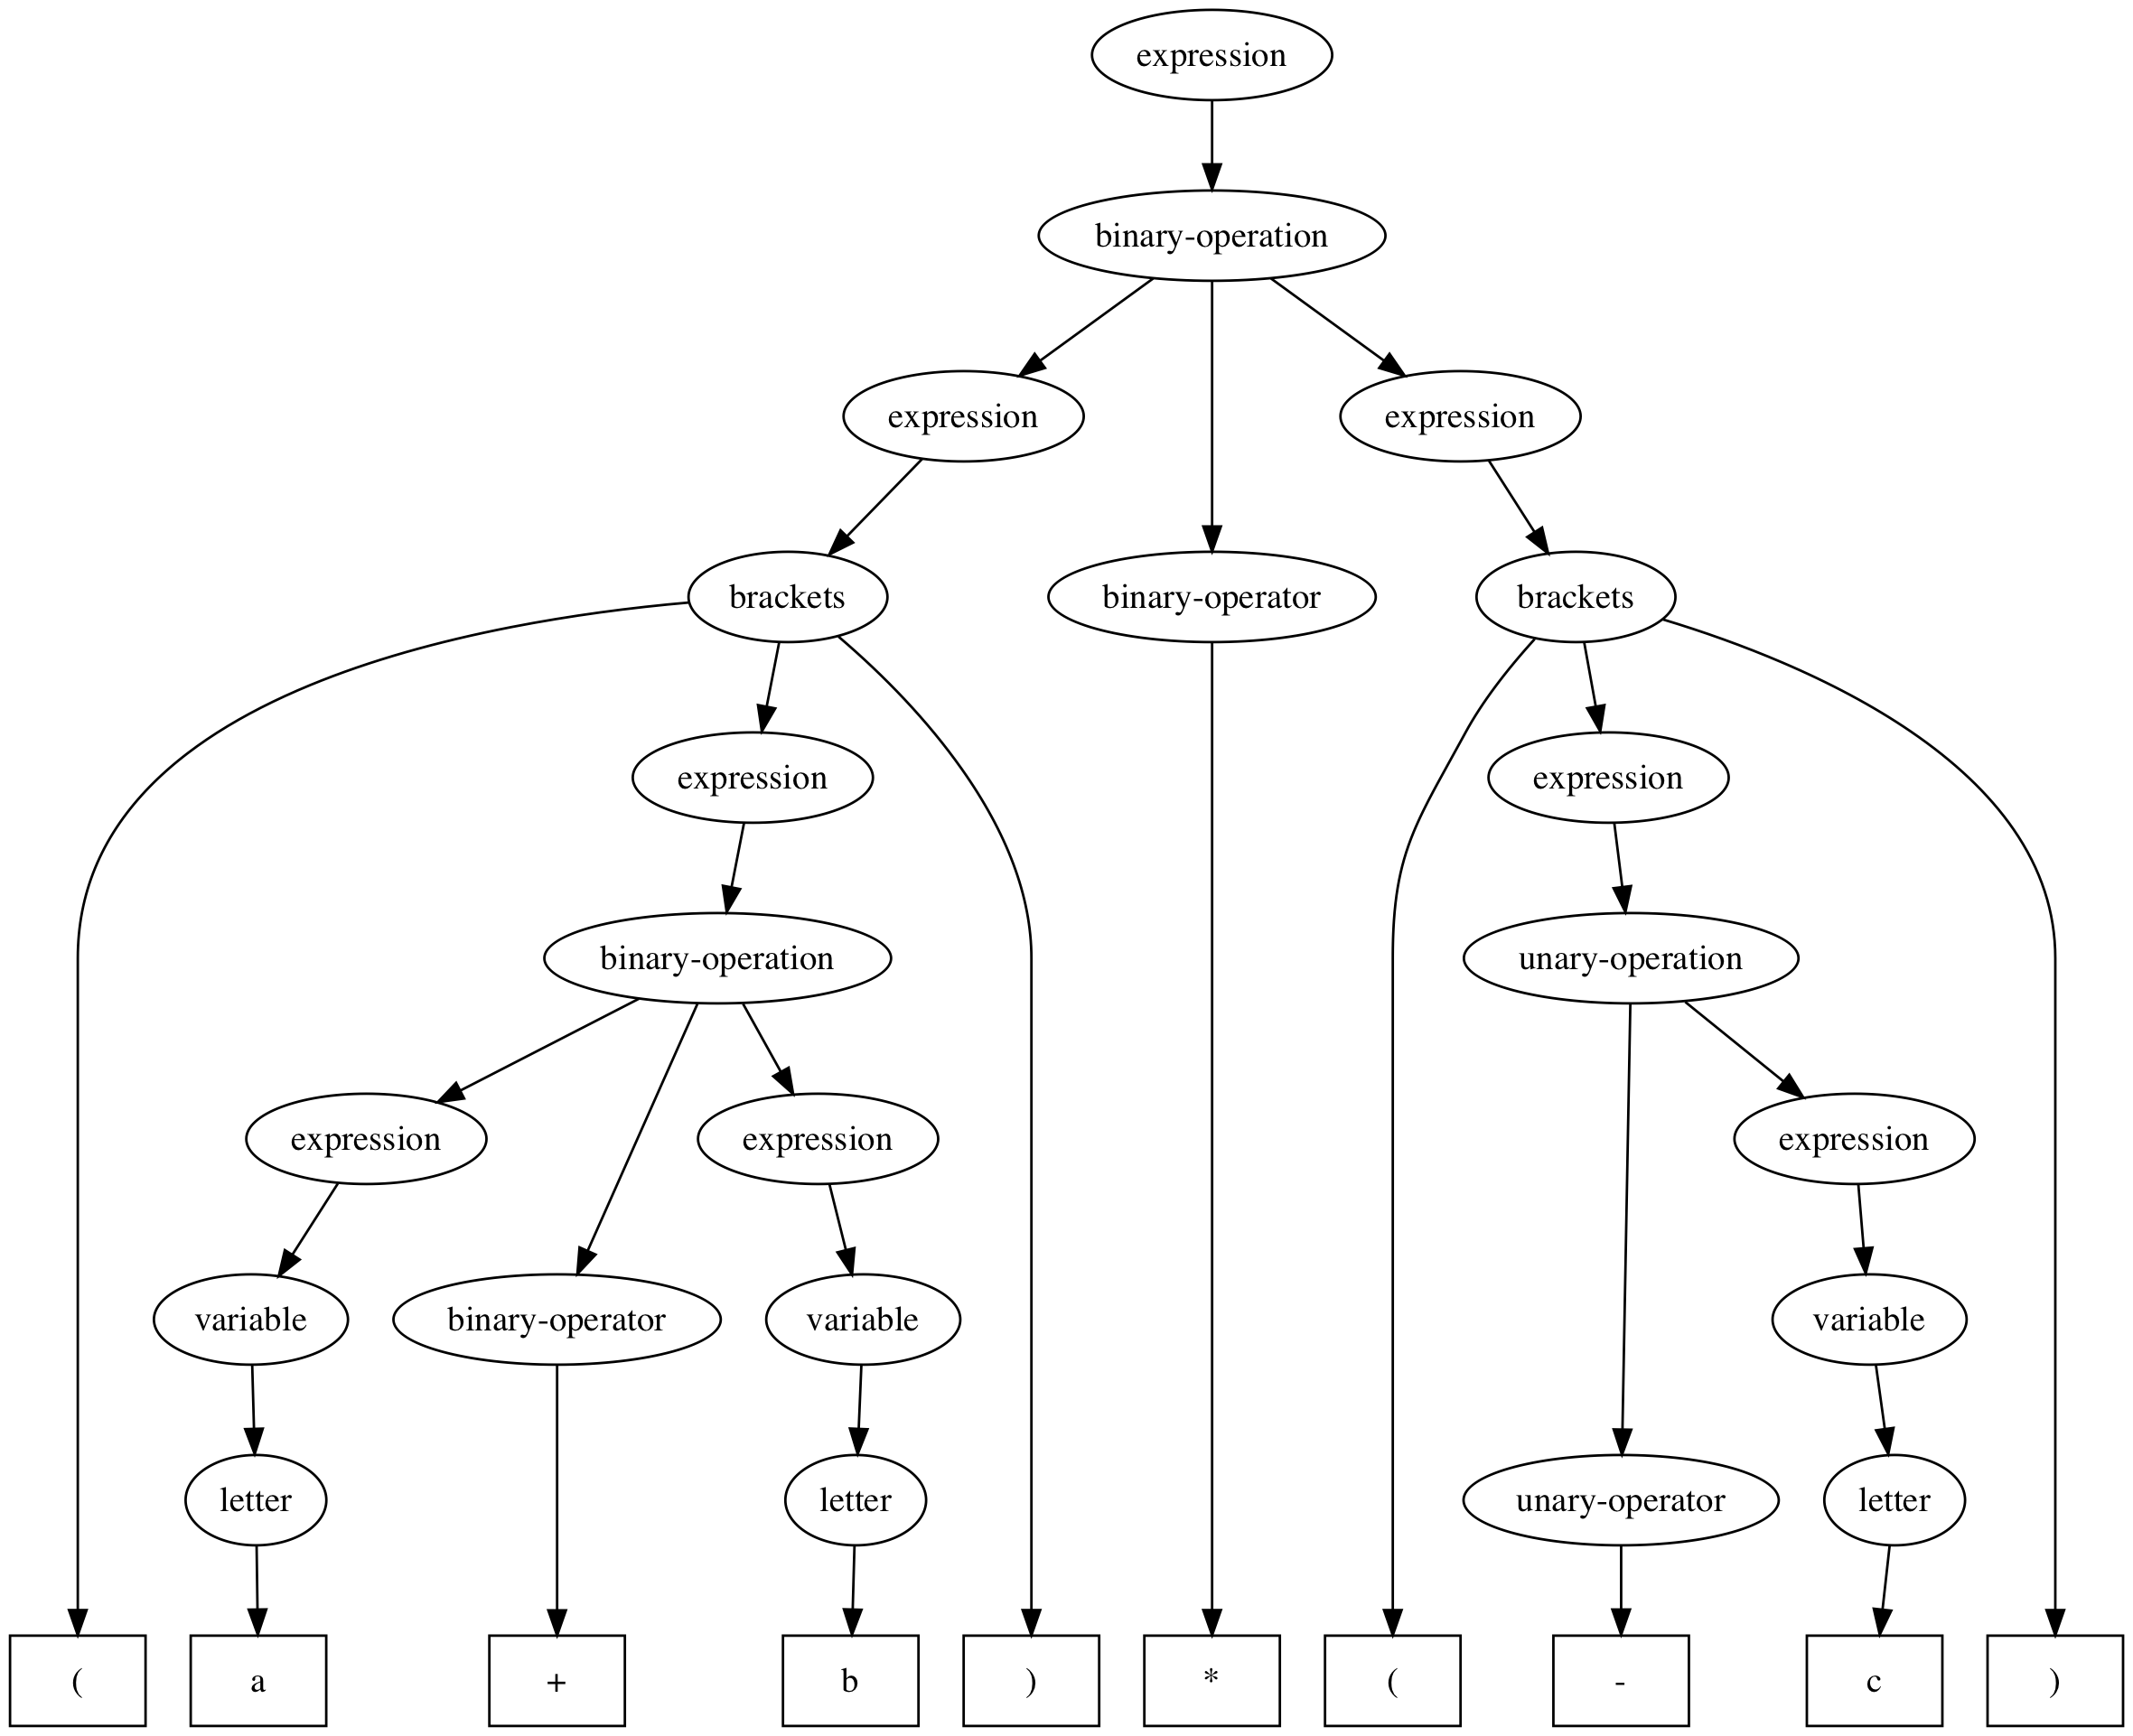 expression
binary-operation
expression expression
brackets binary-operator brackets
expression expression
binary-operation unary-operation
expression expression expression
variable binary-operator variable variable
letter letter unary-operator letter
( a + b ) * ( - c )